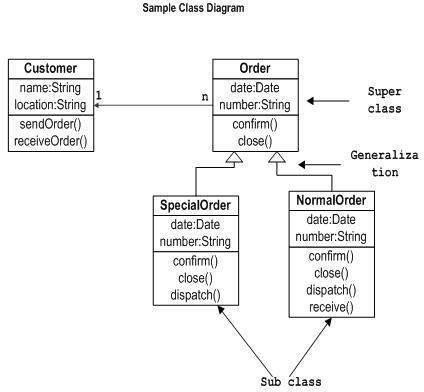 Sample Class Diagram
Customer
name:String
location:String
sendOrder()
receiveOrder()
1
n
Order
date:Date
number:String
confirm()
close()
Super
class
Generaliza
tion
SpecialOrder
date:Date
number:String
confirm()
close()
dispatch()
NormalOrder
date:Date
number:String
confirm()
close()
dispatch()
receive()
Sub class